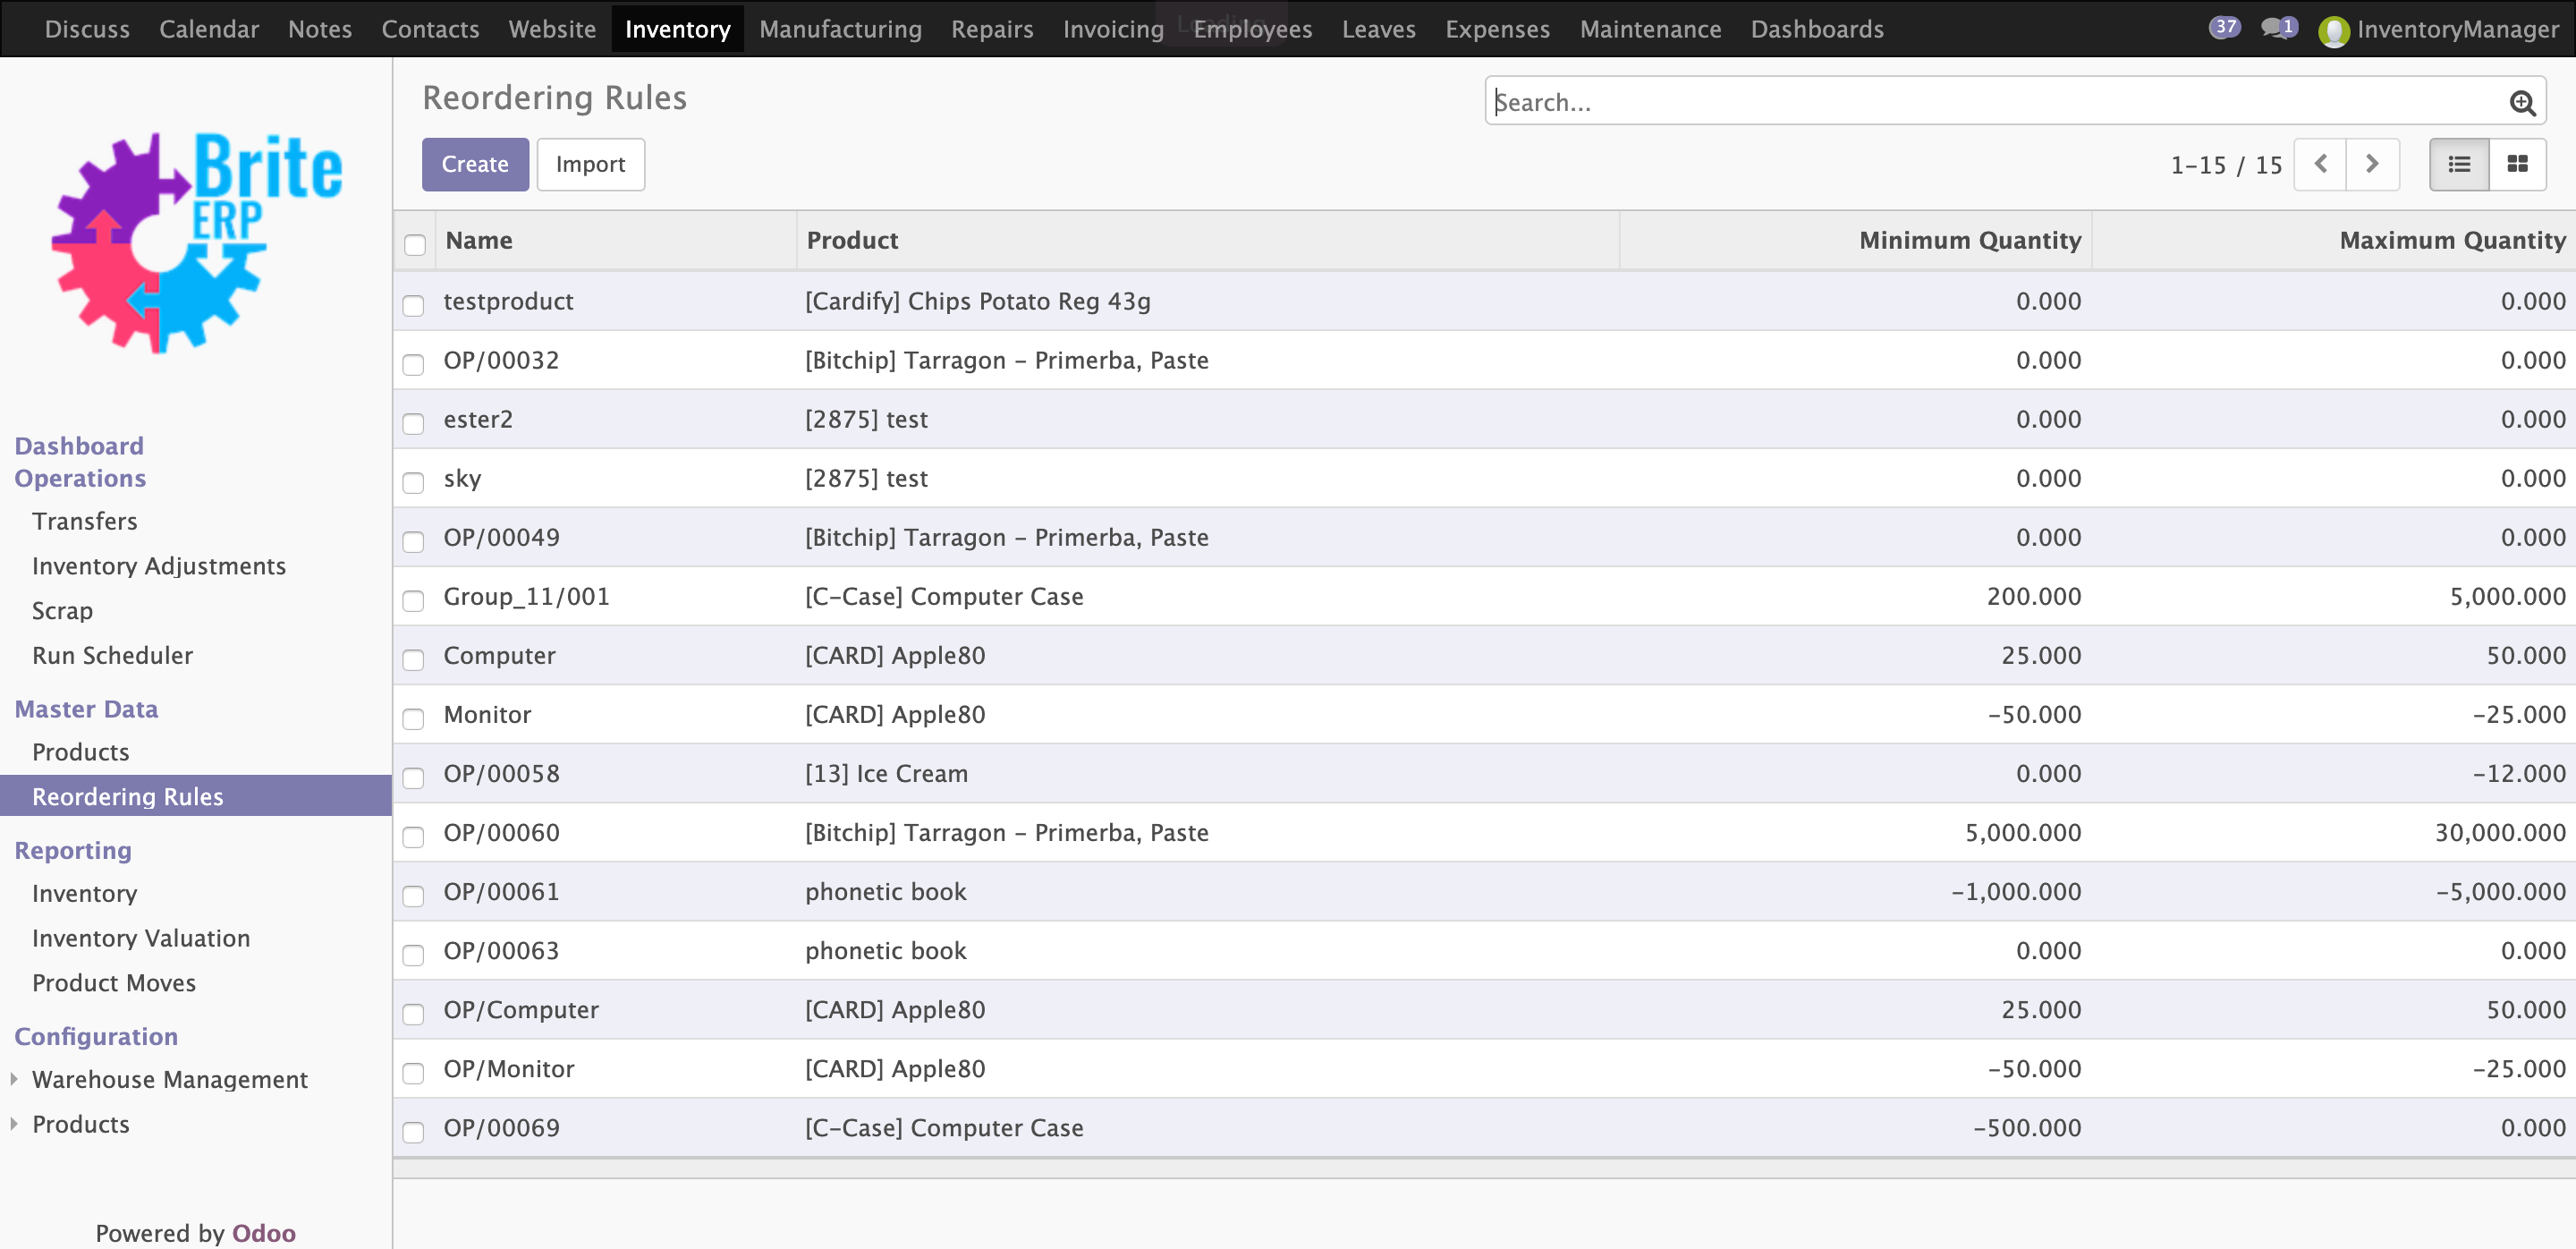 Discuss Calendar Notes Contacts Website Inventory Manufacturing Repairs Invoicing Employees Leaves Expenses Maintenance Dashboards 37 1 InventoryManager
Loading
Brite
ERP
Dashboard
Operations
Transfers
Inventory Adjustments
Scrap
Run Scheduler
Master Data
Products
Reordering Rules
Reporting
Inventory
Inventory Valuation
Product Moves
Configuration
Warehouse Management
Products
Powered by Odoo
Reordering Rules
Search...
Create Import 1-15 / 15
Name Product Minimum Quantity Maximum Quantity
testproduct [Cardify] Chips Potato Reg 43g 0.000 0.000
OP/00032 [Bitchip] Tarragon - Primerba, Paste 0.000 0.000
ester2 [2875] test 0.000 0.000
sky [2875] test 0.000 0.000
OP/00049 [Bitchip] Tarragon - Primerba, Paste 0.000 0.000
Group_11/001 [C-Case] Computer Case 200.000 5,000.000
Computer [CARD] Apple80 25.000 50.000
Monitor [CARD] Apple80 -50.000 -25.000
OP/00058 [13] Ice Cream 0.000 -12.000
OP/00060 [Bitchip] Tarragon - Primerba, Paste 5,000.000 30,000.000
OP/00061 phonetic book -1,000.000 -5,000.000
OP/00063 phonetic book 0.000 0.000
OP/Computer [CARD] Apple80 25.000 50.000
OP/Monitor [CARD] Apple80 -50.000 -25.000
OP/00069 [C-Case] Computer Case -500.000 0.000